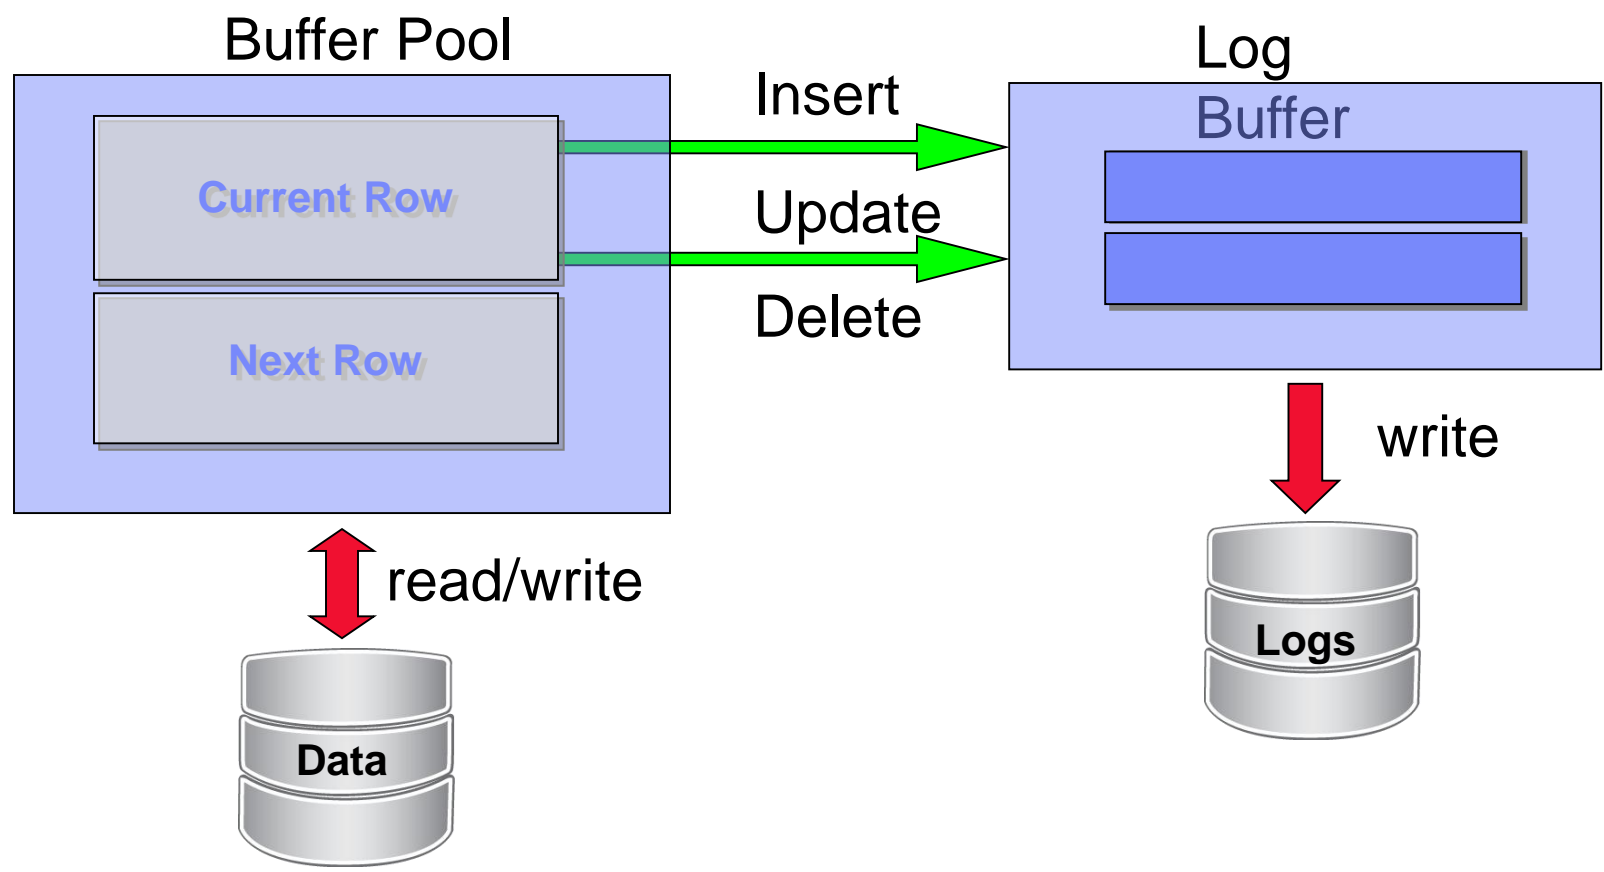 Buffer Pool
Log
Buffer
Insert
Current Row
Update
Delete
Next Row
write
read/write
Logs
Data